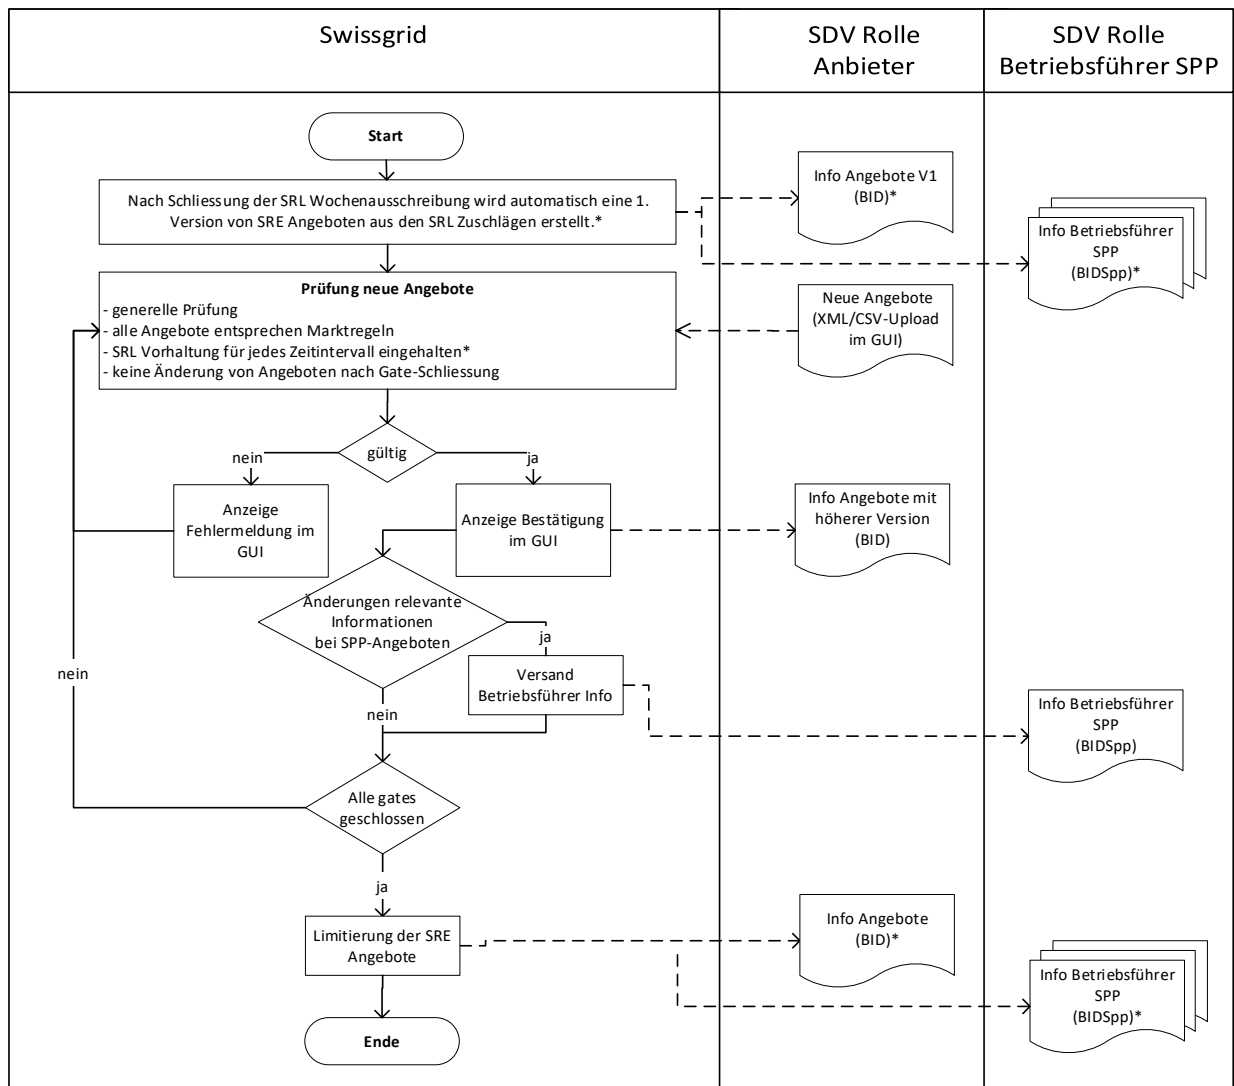 Swissgrid
SDV Rolle
Anbieter
SDV Rolle
Betriebsführer SPP
Start
Nach Schliessung der SRL Wochenausschreibung wird automatisch eine 1.
Version von SRE Angeboten aus den SRL Zuschlägen erstellt.*
Info Angebote V1
(BID)*
Info Betriebsführer
SPP
(BIDSpp)*
Prüfung neue Angebote
- generelle Prüfung
- alle Angebote entsprechen Marktregeln
- SRL Vorhaltung für jedes Zeitintervall eingehalten*
- keine Änderung von Angeboten nach Gate-Schliessung
Neue Angebote
(XML/CSV-Upload
im GUI)
gültig
nein
ja
Anzeige
Fehlermeldung im
GUI
Anzeige Bestätigung
im GUI
Info Angebote mit
höherer Version
(BID)
Änderungen relevante
Informationen
bei SPP-Angeboten
ja
nein
Versand
Betriebsführer Info
nein
Info Betriebsführer
SPP
(BIDSpp)
Alle gates
geschlossen
ja
Limitierung der SRE
Angebote
Info Angebote
(BID)*
Info Betriebsführer
SPP
(BIDSpp)*
Ende